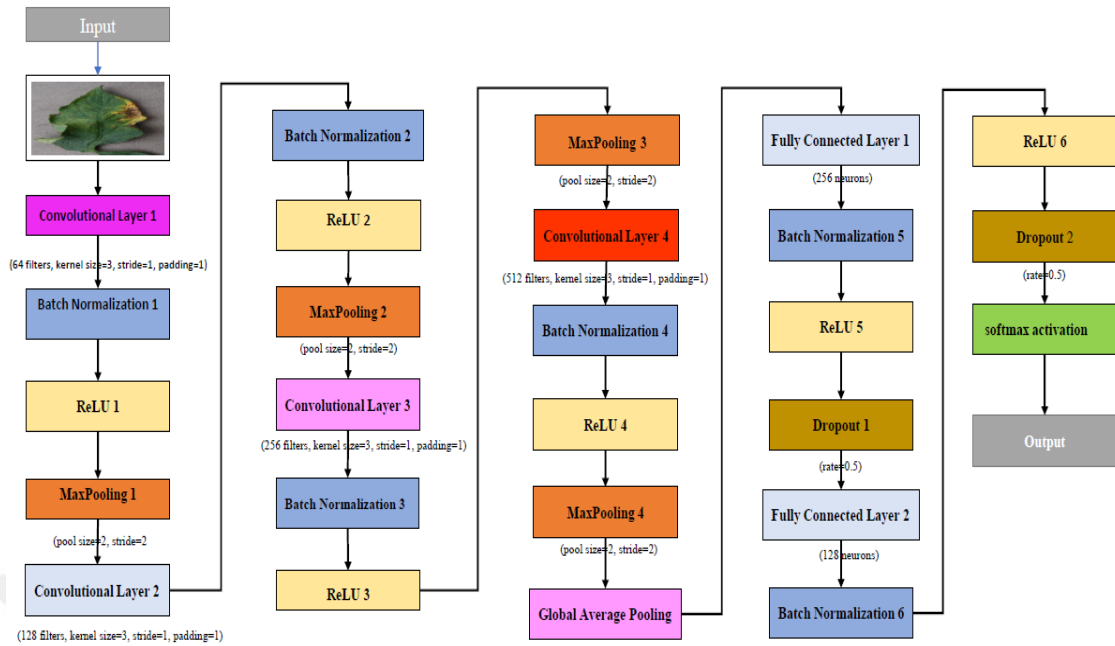 Input
Convolutional Layer 1
(64 filters, kernel size=3, stride=1, padding=1)
Batch Normalization 1
ReLU 1
MaxPooling 1
(pool size=2, stride=2
Convolutional Layer 2
(128 filters, kernel size=3, stride=1, padding=1)
Batch Normalization 2
ReLU 2
MaxPooling 2
(pool size=2, stride=2)
Convolutional Layer 3
(256 filters, kernel size=3, stride=1, padding=1)
Batch Normalization 3
ReLU 3
MaxPooling 3
(pool size=2, stride=2)
Convolutional Layer 4
(512 filters, kernel size=3, stride=1, padding=1)
Batch Normalization 4
ReLU 4
MaxPooling 4
(pool size=2, stride=2)
Global Average Pooling
Fully Connected Layer 1
(256 neurons)
Batch Normalization 5
ReLU 5
Dropout 1
(rate=0.5)
Fully Connected Layer 2
(128 neurons)
Batch Normalization 6
ReLU 6
Dropout 2
(rate=0.5)
softmax activation
Output